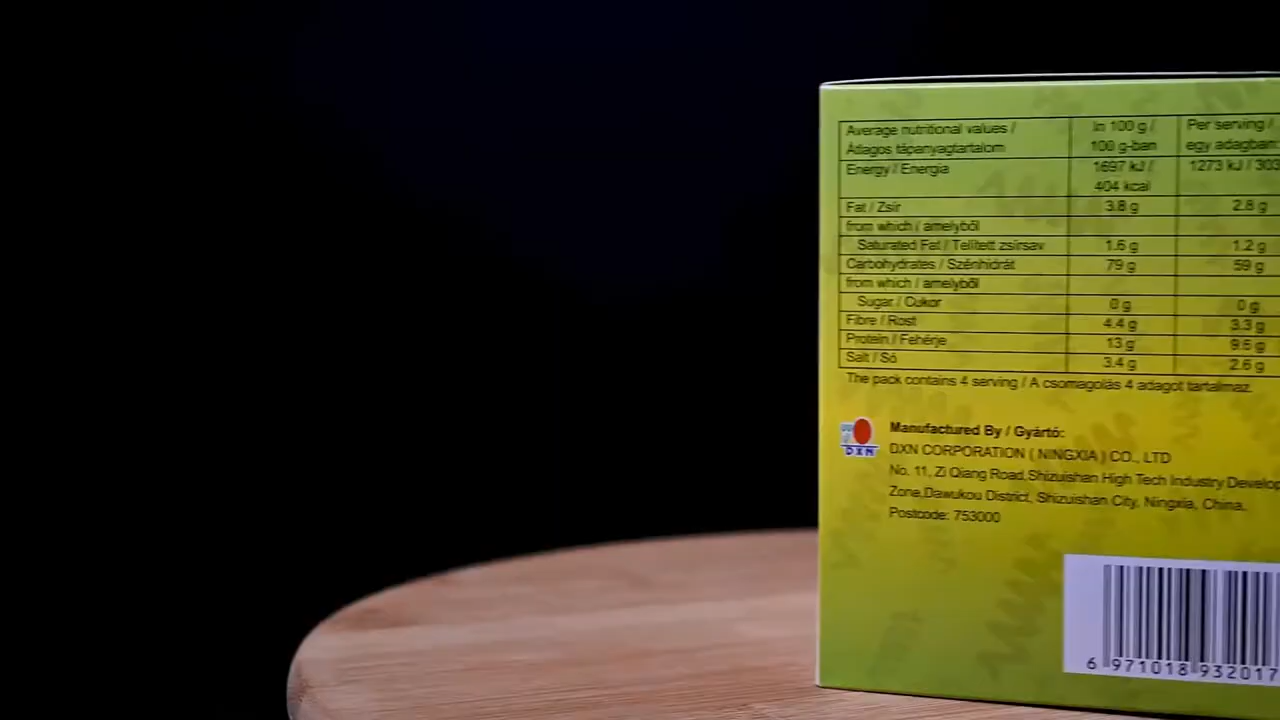 Average nutritional values / In 100 g / Per serving /
Átlagos tápanyagtartalom 100 g-ban egy adagban
Energy / Energia 1697 kJ / 1273 kJ / 303
404 kcal
Fat / Zsír 3.8 g 2.8 g
from which / amelyből
Saturated Fat / Telített zsírsav 1.6 g 1.2 g
Carbohydrates / Szénhidrát 79 g 59 g
from which / amelyből
Sugar / Cukor 0 g 0 g
Fibre / Rost 4.4 g 3.3 g
Protein / Fehérje 13 g 9.6 g
Salt / Só 3.4 g 2.6 g
The pack contains 4 serving / A csomagolás 4 adagot tartalmaz.
DXN
Manufactured By / Gyártó:
DXN CORPORATION ( NINGXIA ) CO., LTD
No. 11, Zi Qiang Road,Shizuishan High Tech Industry Develop
Zone,Dawukou District, Shizuishan City, Ningxia, China.
Postcode: 753000
6 971018 932017